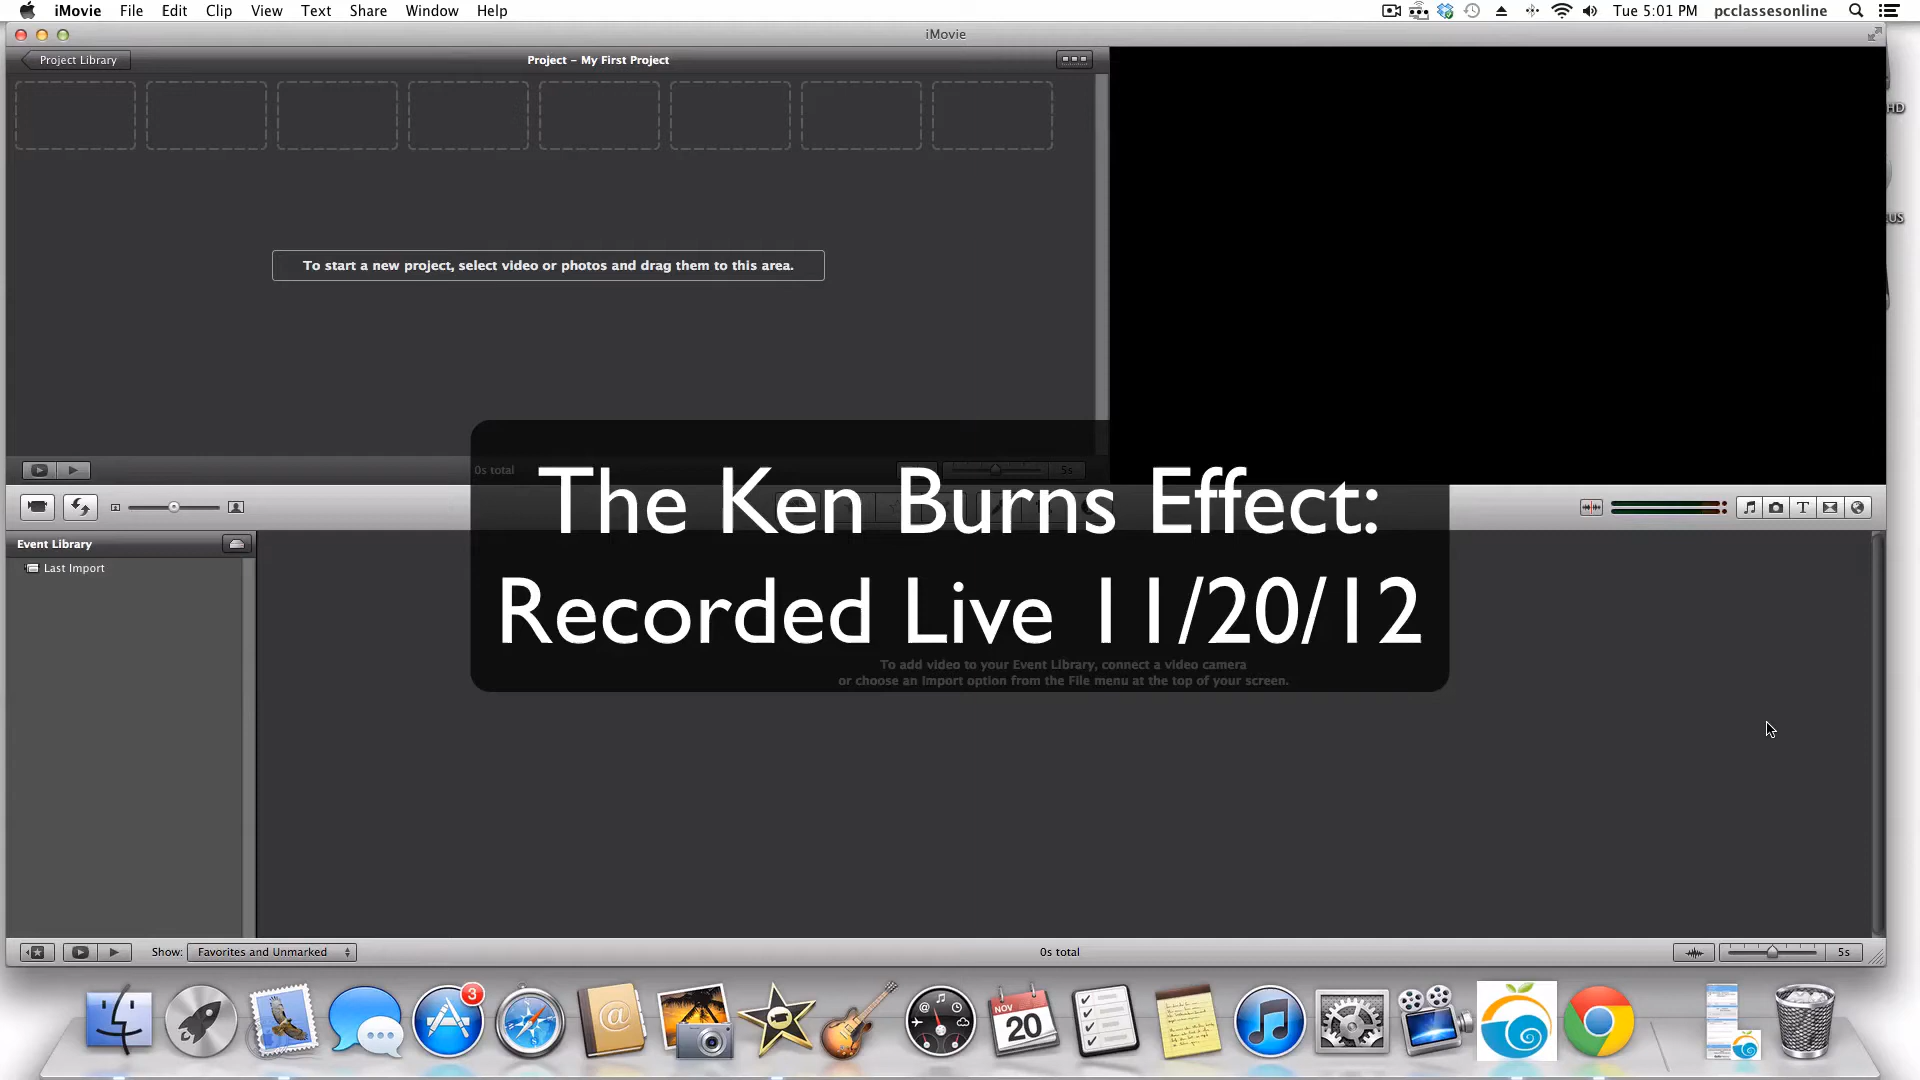 iMovie File Edit Clip View Text Share Window Help
Tue 5:01 PM pcclassesonline
iMovie
Project Library
Project - My First Project
HD
US
To start a new project, select video or photos and drag them to this area.
0s total
5s
The Ken Burns Effect:
Recorded Live 11/20/12
Event Library
Last Import
To add video to your Event Library, connect a video camera
or choose an Import option from the File menu at the top of your screen.
Show: Favorites and Unmarked
0s total
5s
3
NOV
20